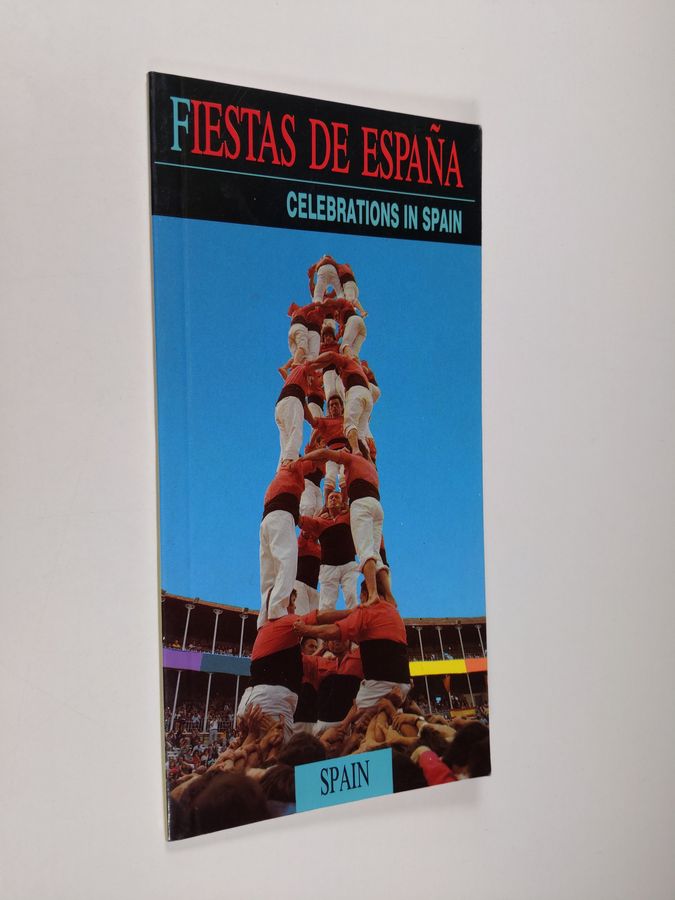 FIESTAS DE ESPAÑA
CELEBRATIONS IN SPAIN
SPAIN